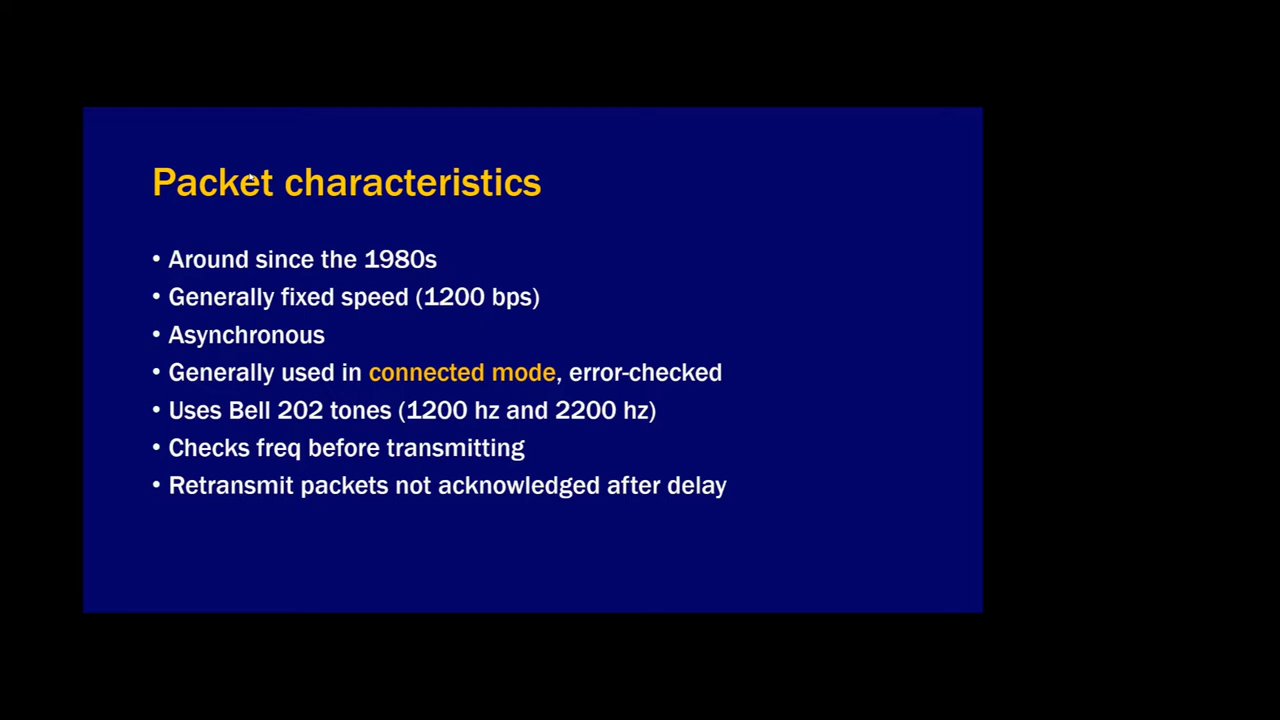 Packet characteristics
• Around since the 1980s
• Generally fixed speed (1200 bps)
• Asynchronous
• Generally used in connected mode, error-checked
• Uses Bell 202 tones (1200 hz and 2200 hz)
• Checks freq before transmitting
• Retransmit packets not acknowledged after delay